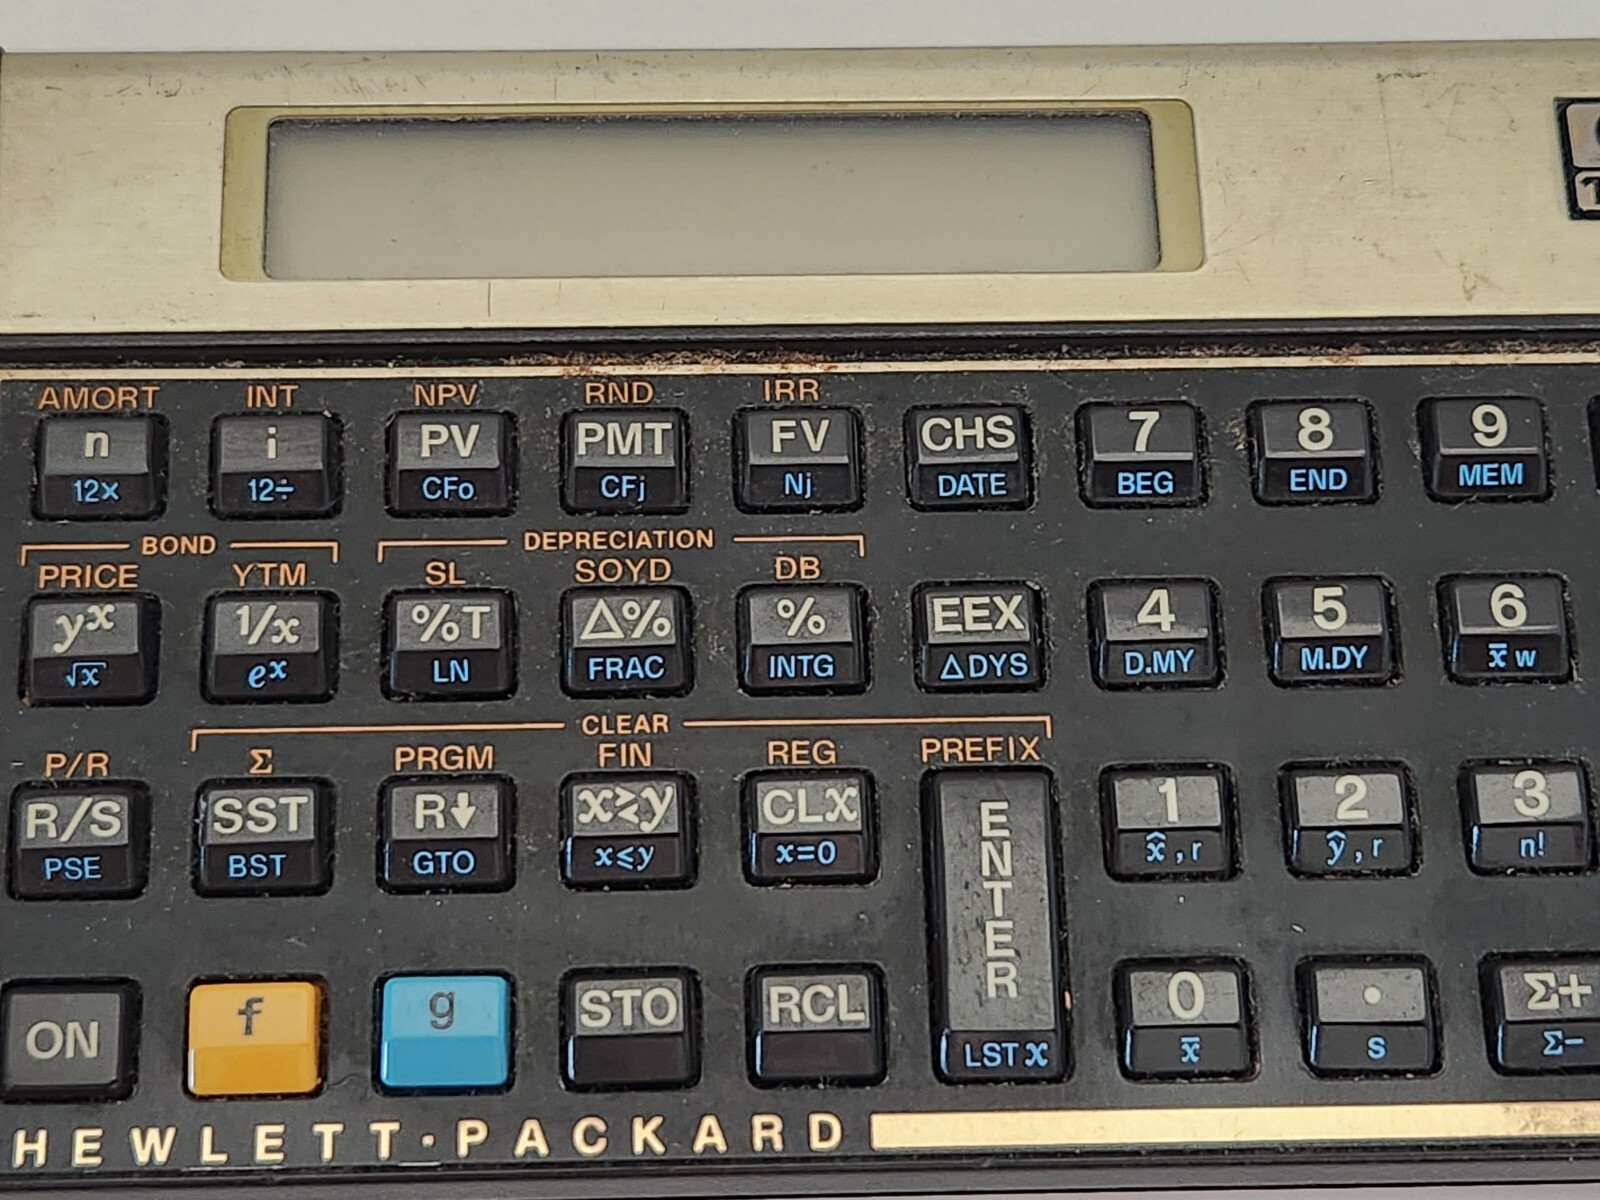 AMORT INT NPV RND IRR
n i PV PMT FV CHS 7 8 9
12x 12÷ CFo CFj Nj DATE BEG END MEM
BOND DEPRECIATION
PRICE YTM SL SOYD DB
yˣ 1/x %T Δ% % EEX 4 5 6
√x eˣ LN FRAC INTG ΔDYS D.MY M.DY x̅w
CLEAR
P/R Σ PRGM FIN REG PREFIX
R/S SST R↓ x≷y CLx ENTER 1 2 3
PSE BST GTO x≤y x=0 x̂,r ŷ,r n!
ON f g STO RCL 0 . Σ+
LST x x̅ s Σ-
HEWLETT·PACKARD